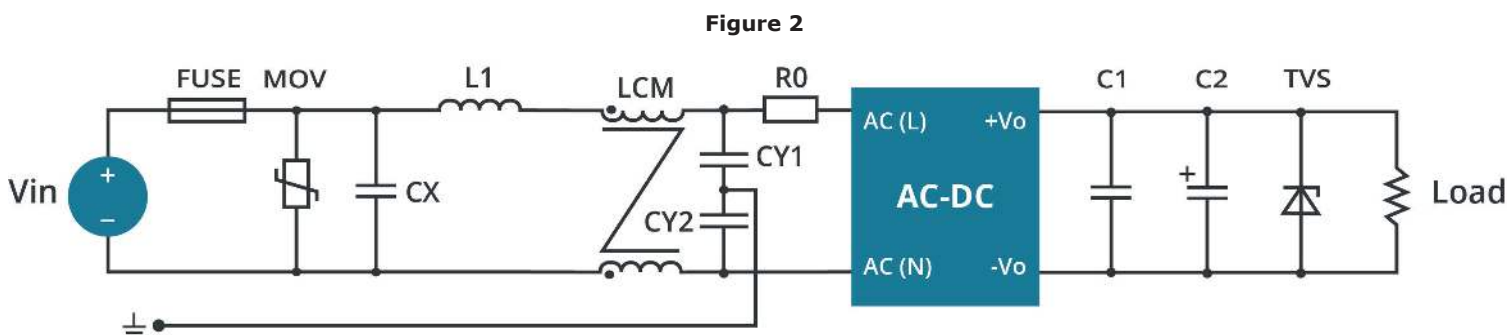 Figure 2
FUSE MOV L1 LCM R0 C1 C2 TVS
AC (L) +Vo
CY1
+
+
Vin CX AC-DC Load
CY2
−
AC (N) -Vo